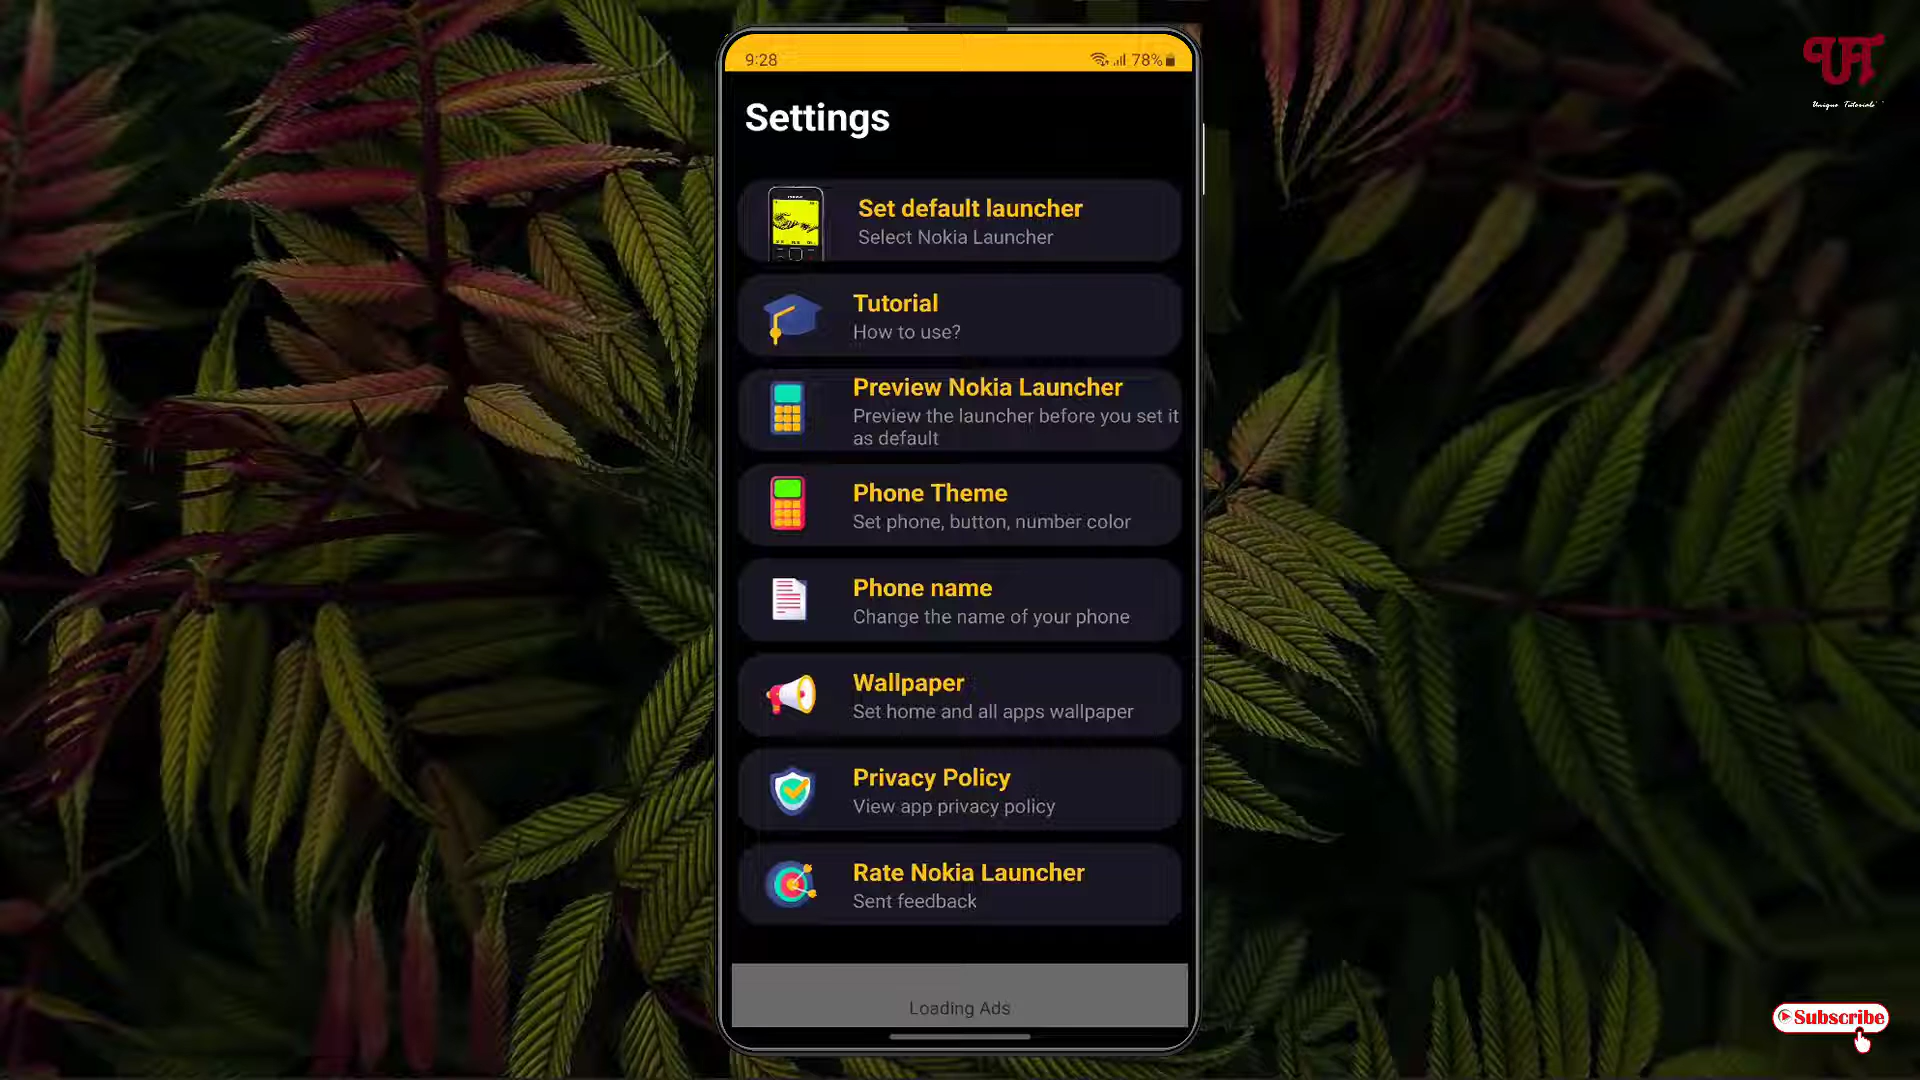 9:28
78%
Settings
Set default launcher
Select Nokia Launcher
Tutorial
How to use?
Preview Nokia Launcher
Preview the launcher before you set it
as default
Phone Theme
Set phone, button, number color
Phone name
Change the name of your phone
Wallpaper
Set home and all apps wallpaper
Privacy Policy
View app privacy policy
Rate Nokia Launcher
Sent feedback
Loading Ads
UT
Unique Tutorials
Subscribe